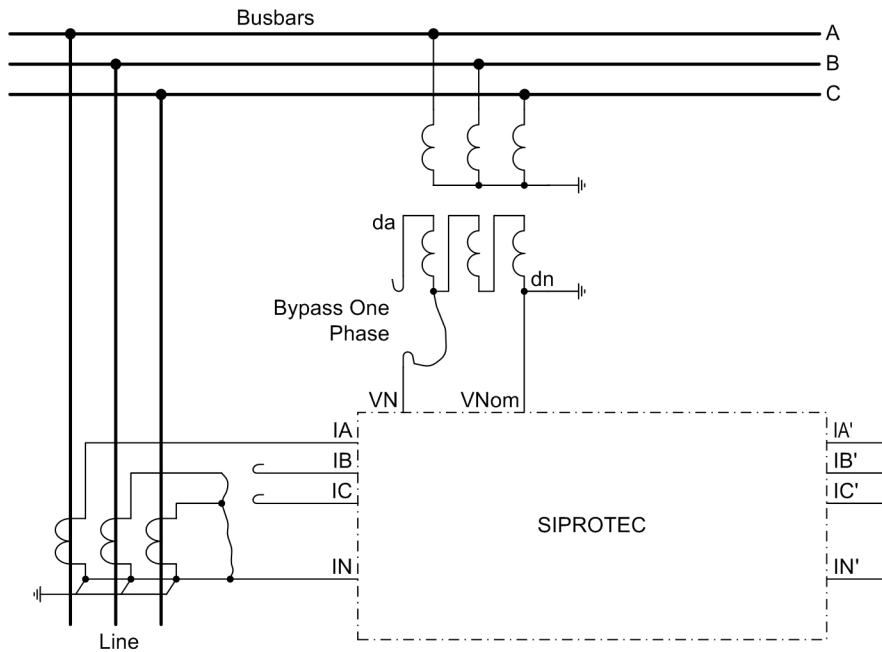 Busbars
A
B
C
da
dn
Bypass One
Phase
VN
VNom
IA
IA'
IB
IB'
IC
IC'
SIPROTEC
IN
IN'
Line